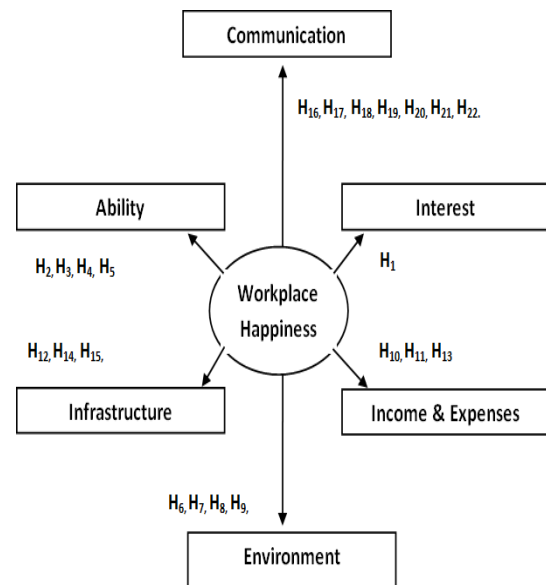 Communication
H₁₆, H₁₇, H₁₈, H₁₉, H₂₀, H₂₁, H₂₂.
Ability
Interest
H₂, H₃, H₄, H₅
H₁
Workplace
Happiness
H₁₂, H₁₄, H₁₅,
H₁₀, H₁₁, H₁₃
Infrastructure
Income & Expenses
H₆, H₇, H₈, H₉,
Environment